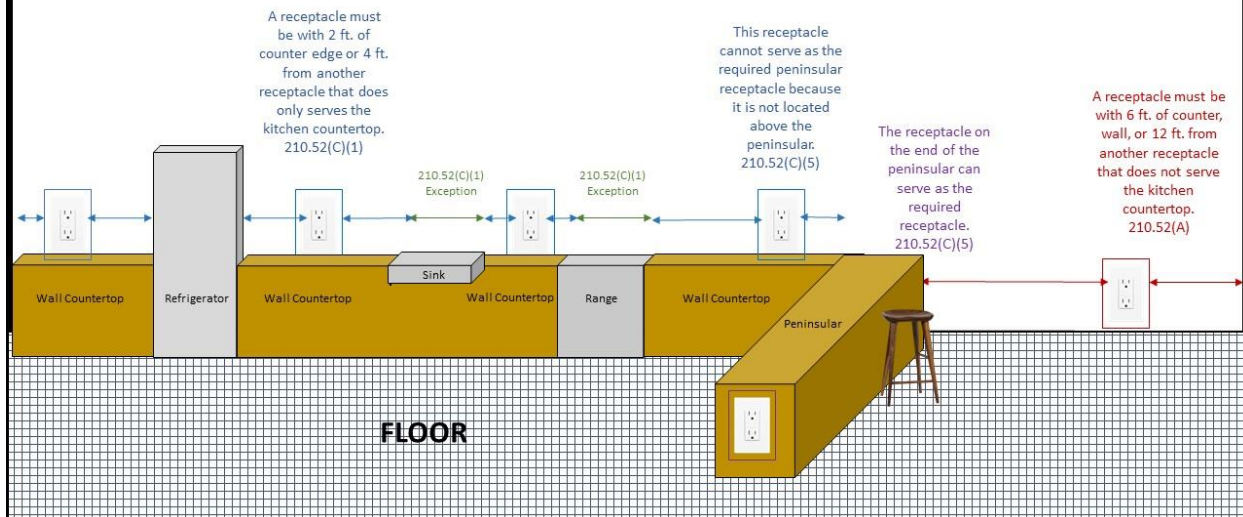 A receptacle must
be with 2 ft. of
counter edge or 4 ft.
from another
receptacle that does
only serves the
kitchen countertop.
210.52(C)(1)
210.52(C)(1)
Exception
210.52(C)(1)
Exception
This receptacle
cannot serve as the
required peninsular
receptacle because
it is not located
above the
peninsular.
210.52(C)(5)
The receptacle on
the end of the
peninsular can
serve as the
required
receptacle.
210.52(C)(5)
A receptacle must be
with 6 ft. of counter,
wall, or 12 ft. from
another receptacle
that does not serve
the kitchen
countertop.
210.52(A)
Wall Countertop
Refrigerator
Wall Countertop
Sink
Wall Countertop
Range
Wall Countertop
Peninsular
FLOOR